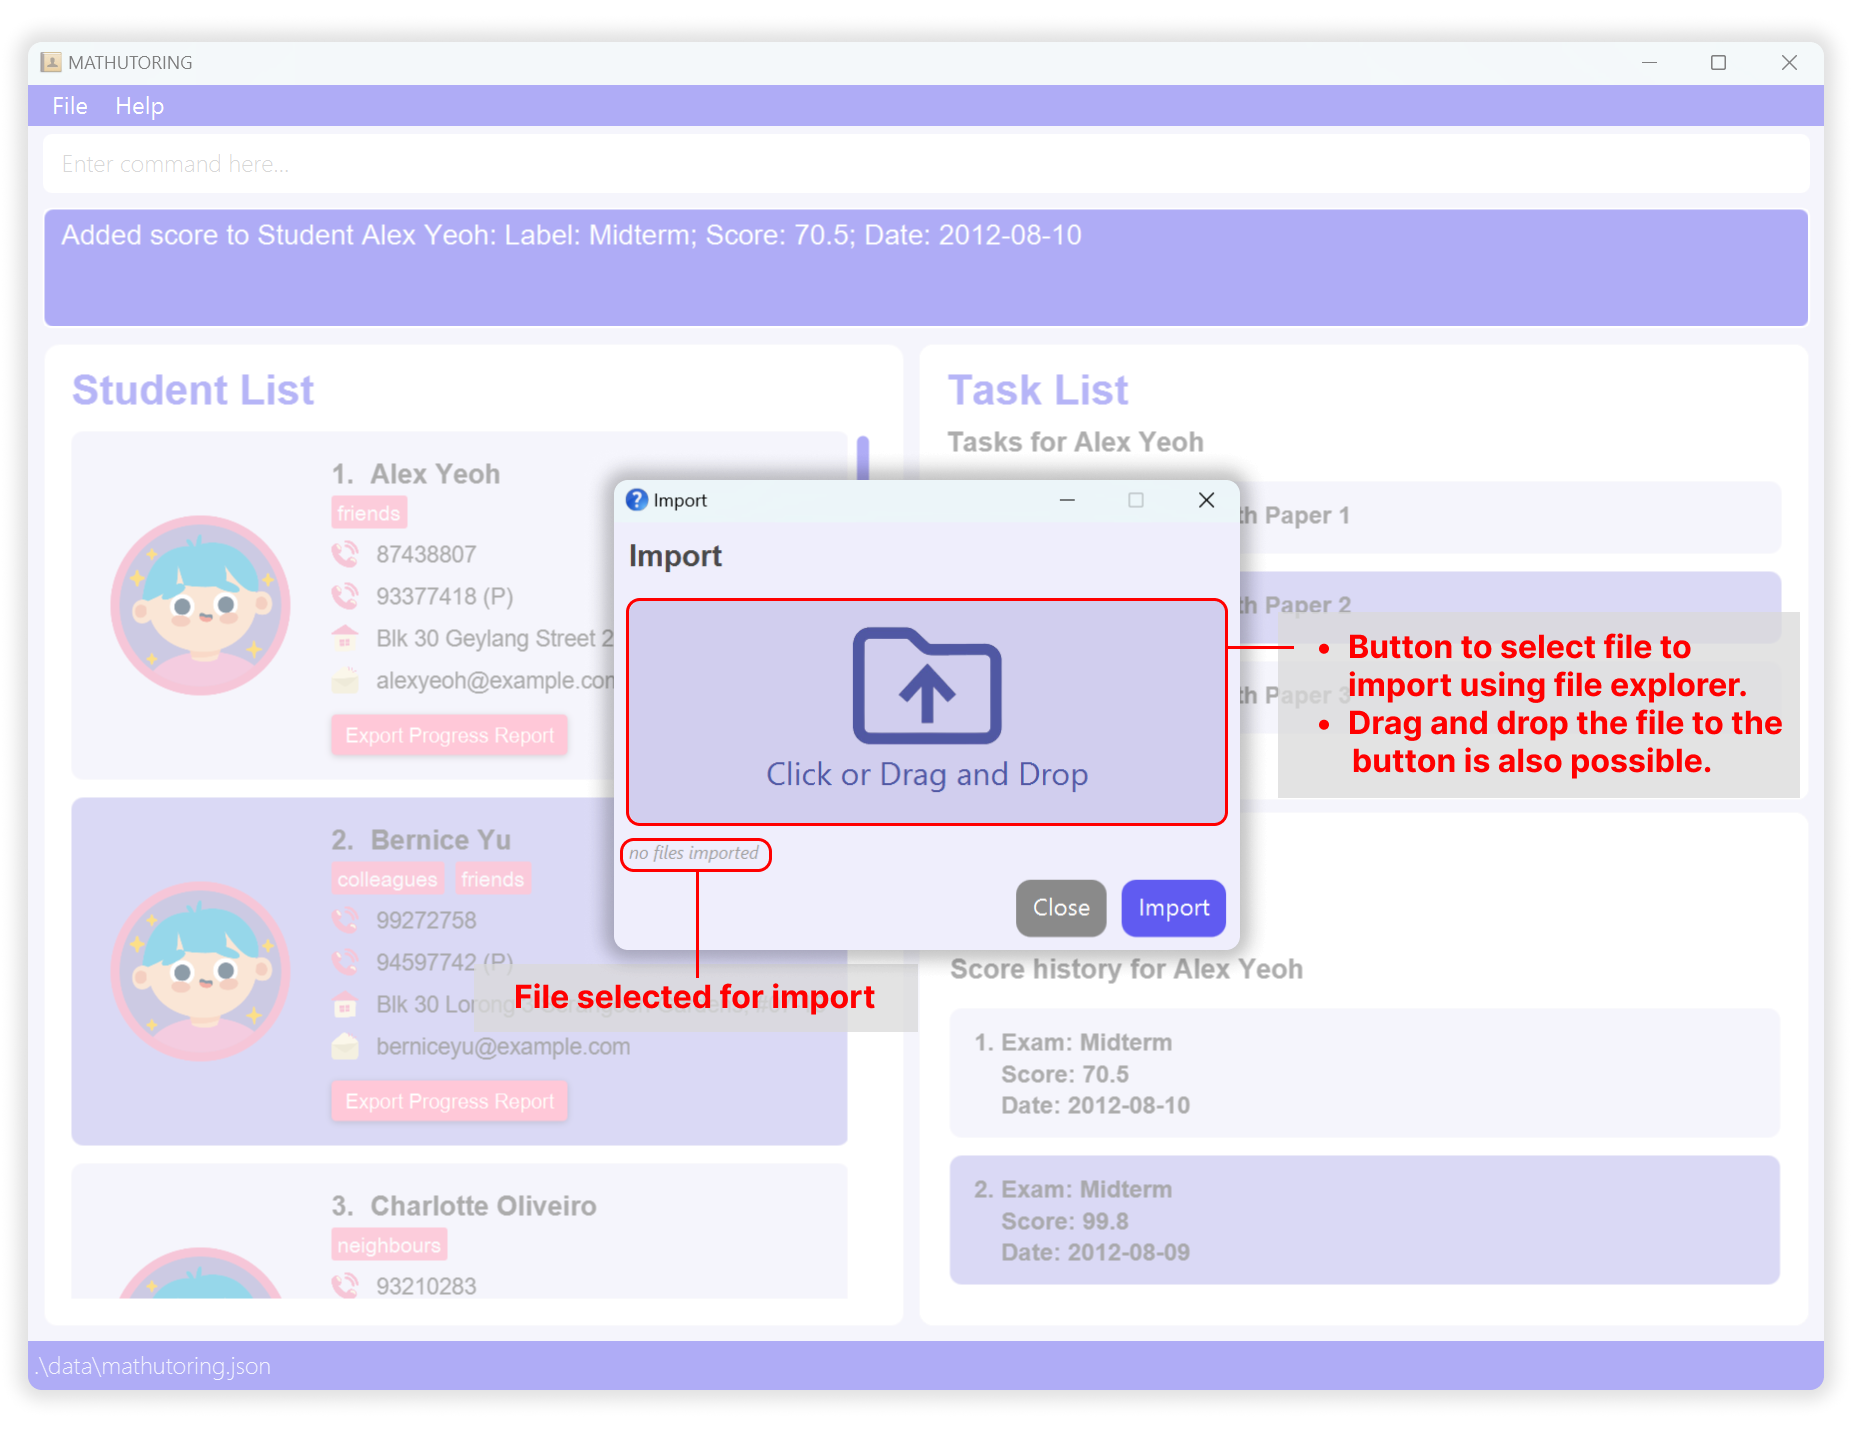 MATHUTORING
File Help
Enter command here...
Added score to Student Alex Yeoh: Label: Midterm; Score: 70.5; Date: 2012-08-10
Student List
1. Alex Yeoh
friends
87438807
93377418 (P)
Blk 30 Geylang Street 2
alexyeoh@example.com
Export Progress Report
2. Bernice Yu
colleagues friends
99272758
94597742 (P)
Blk 30 Lorong 3 Serangoon Gardens,
berniceyu@example.com
Export Progress Report
3. Charlotte Oliveiro
neighbours
93210283
Task List
Tasks for Alex Yeoh
th Paper 1
th Paper 2
th Paper 3
Import
Import
Click or Drag and Drop
no files imported
Close Import
• Button to select file to
import using file explorer.
• Drag and drop the file to the
button is also possible.
File selected for import
Score history for Alex Yeoh
1. Exam: Midterm
Score: 70.5
Date: 2012-08-10
2. Exam: Midterm
Score: 99.8
Date: 2012-08-09
.\data\mathutoring.json